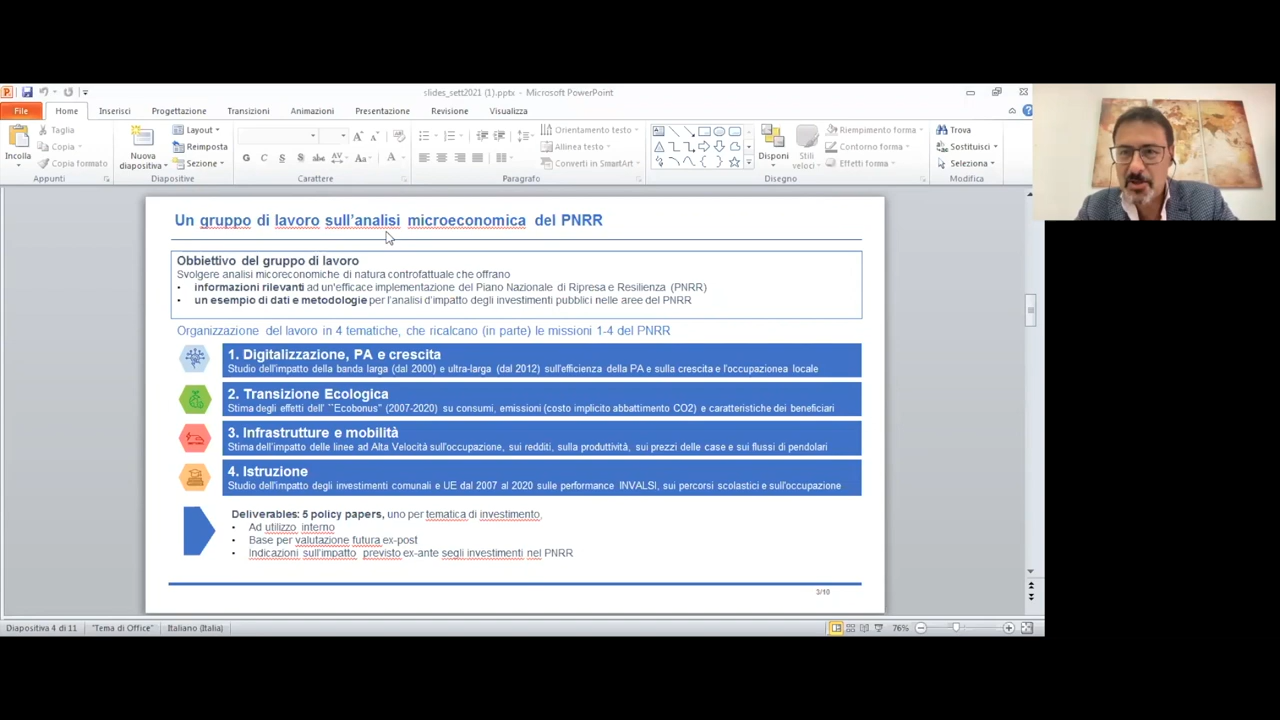 slides_sett2021 (1).pptx - Microsoft PowerPoint
File Home Inserisci Progettazione Transizioni Animazioni Presentazione Revisione Visualizza
Incolla
Taglia
Copia
Copia formato
Appunti
Nuova diapositiva
Layout
Reimposta
Sezione
Diapositive
G C S S abc AV Aa A
Carattere
Paragrafo
Orientamento testo
Allinea testo
Converti in SmartArt
Disponi
Stili veloci
Riempimento forma
Contorno forma
Effetti forma
Disegno
Trova
Sostituisci
Seleziona
Modifica
Un gruppo di lavoro sull'analisi microeconomica del PNRR
Obbiettivo del gruppo di lavoro
Svolgere analisi micoreconomiche di natura controfattuale che offrano
• informazioni rilevanti ad un'efficace implementazione del Piano Nazionale di Ripresa e Resilienza (PNRR)
• un esempio di dati e metodologie per l'analisi d'impatto degli investimenti pubblici nelle aree del PNRR
Organizzazione del lavoro in 4 tematiche, che ricalcano (in parte) le missioni 1-4 del PNRR
1. Digitalizzazione, PA e crescita
Studio dell'impatto della banda larga (dal 2000) e ultra-larga (dal 2012) sull'efficienza della PA e sulla crescita e l'occupazionea locale
2. Transizione Ecologica
Stima degli effetti dell' ``Ecobonus" (2007-2020) su consumi, emissioni (costo implicito abbattimento CO2) e caratteristiche dei beneficiari
3. Infrastrutture e mobilità
Stima dell'impatto delle linee ad Alta Velocità sull'occupazione, sui redditi, sulla produttività, sui prezzi delle case e sui flussi di pendolari
4. Istruzione
Studio dell'impatto degli investimenti comunali e UE dal 2007 al 2020 sulle performance INVALSI, sui percorsi scolastici e sull'occupazione
Deliverables: 5 policy papers, uno per tematica di investimento,
• Ad utilizzo interno
• Base per valutazione futura ex-post
• Indicazioni sull'impatto previsto ex-ante segli investimenti nel PNRR
3/10
Diapositiva 4 di 11 "Tema di Office" Italiano (Italia) 76%